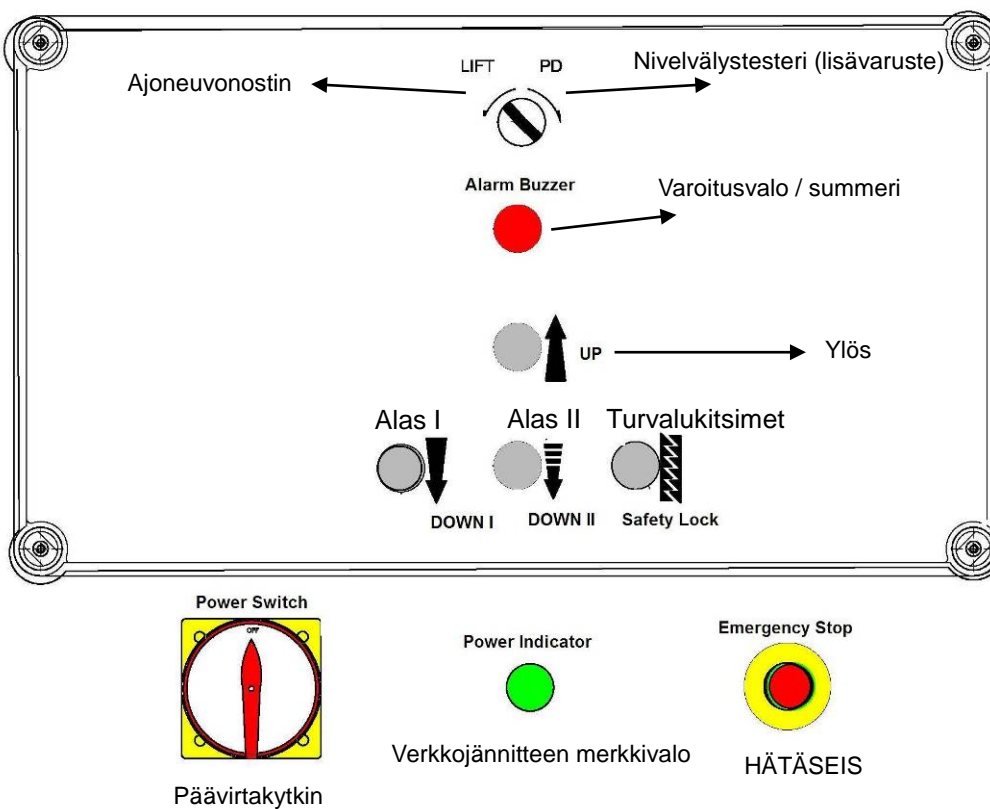 LIFT PD
Ajoneuvonostin
Nivelvälystesteri (lisävaruste)
Alarm Buzzer
Varoitusvalo / summeri
UP
Ylös
Alas I Alas II Turvalukitsimet
DOWN I DOWN II Safety Lock
Power Switch
OFF
Päävirtakytkin
Power Indicator
Verkkojännitteen merkkivalo
Emergency Stop
HÄTÄSEIS